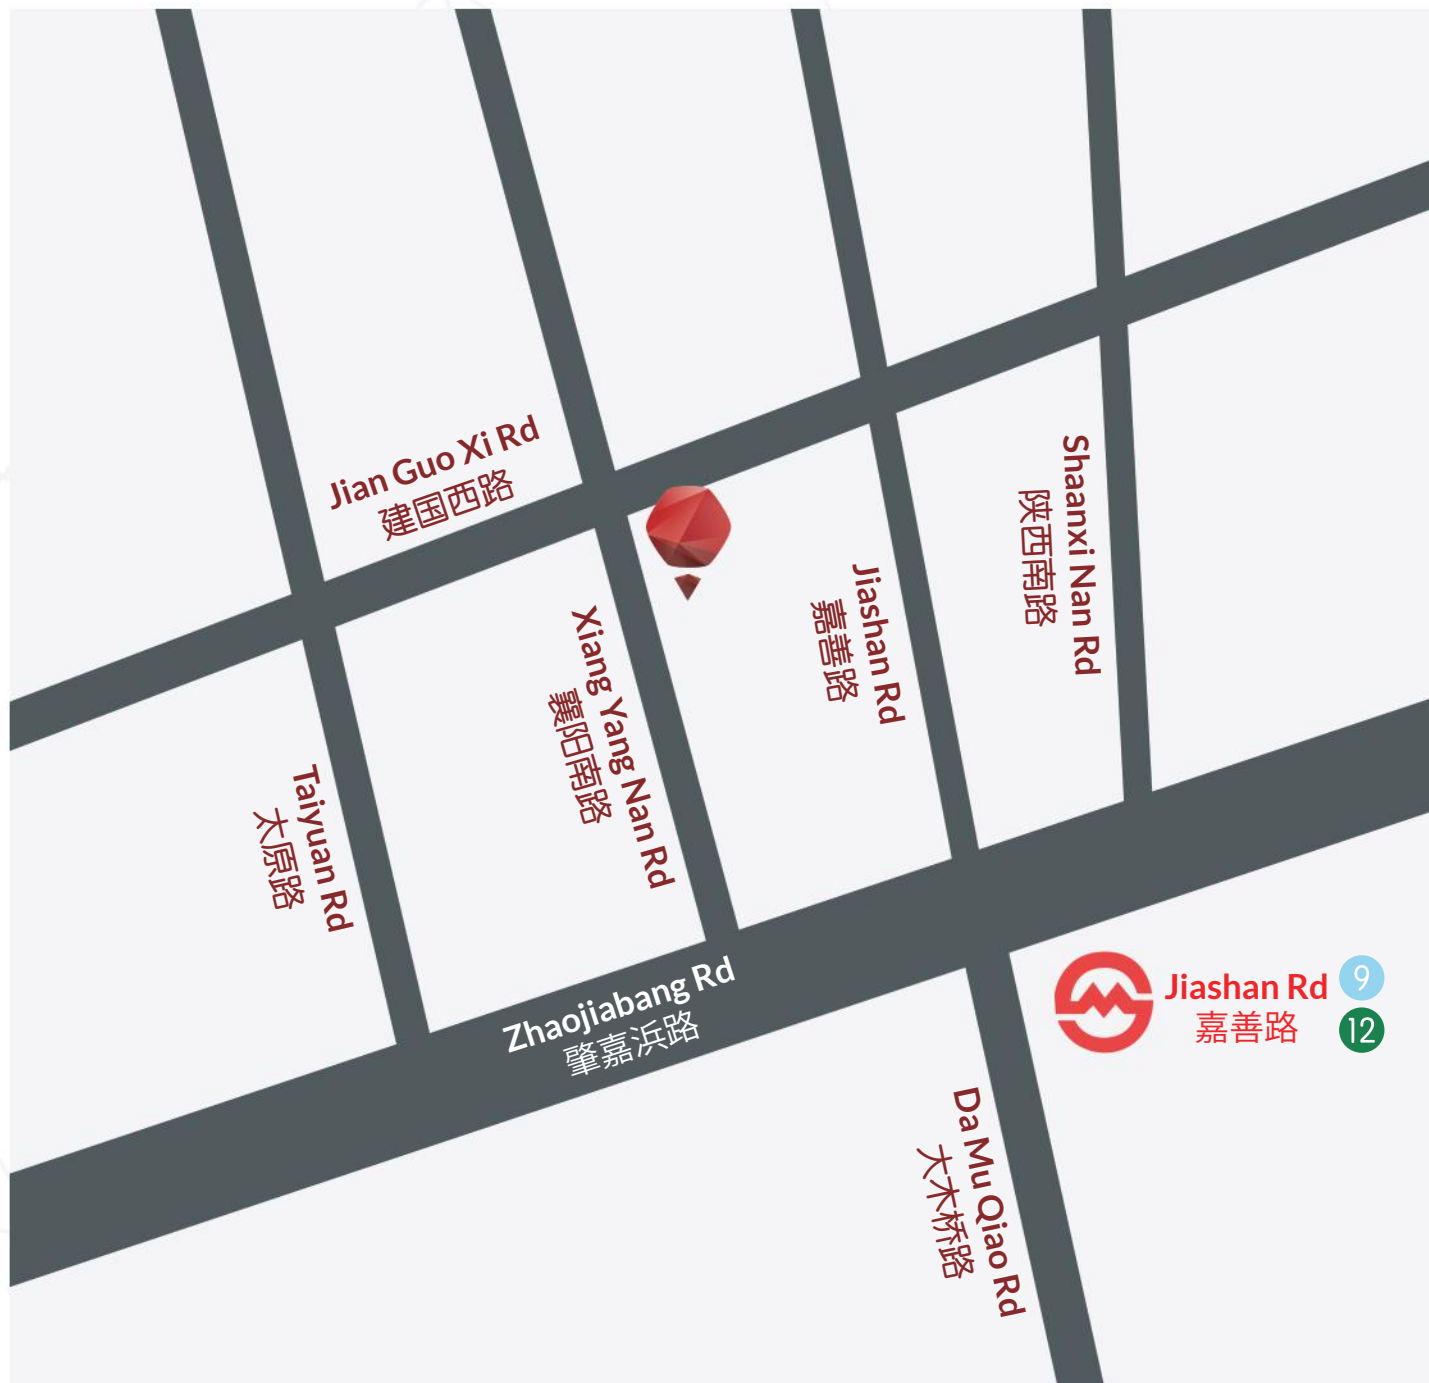 Jian Guo Xi Rd
建国西路
Shaanxi Nan Rd
陕西南路
Jiashan Rd
嘉善路
Xiang Yang Nan Rd
襄阳南路
Taiyuan Rd
太原路
Zhaojiabang Rd
肇嘉浜路
Jiashan Rd 9
嘉善路 12
Da Mu Qiao Rd
大木桥路